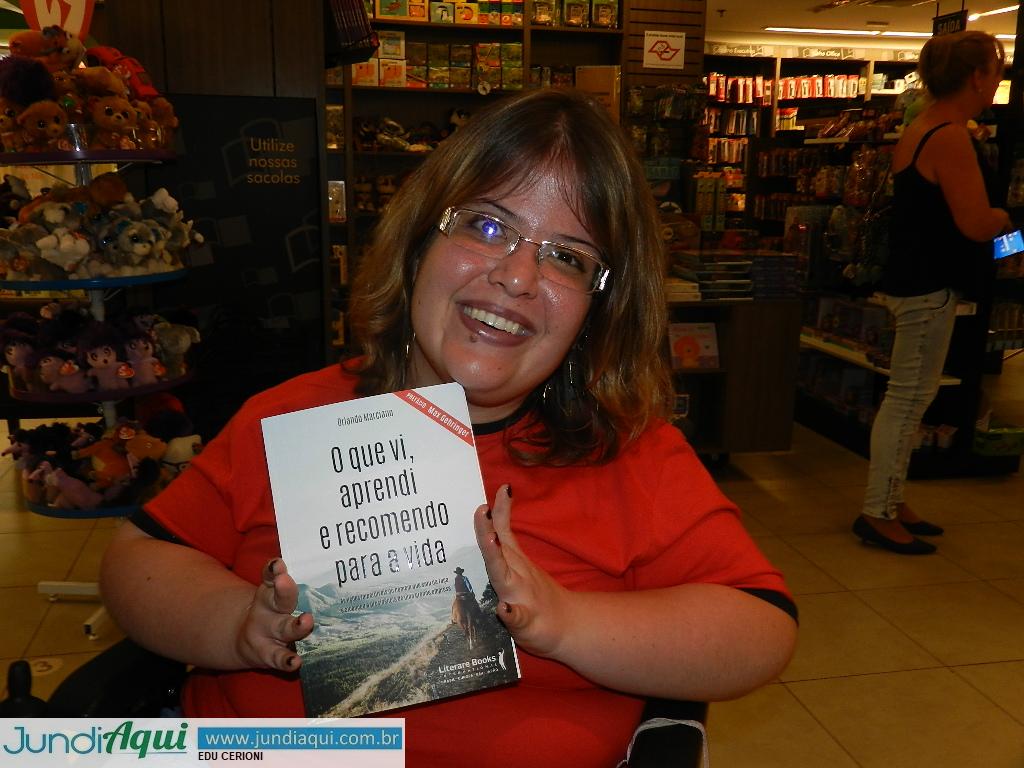 SAÍDA
Utilize
nossas
sacolas
Orlando Marciano
Prefácio Max Gehringer
O que vi,
aprendi
e recomendo
para a vida
Literare Books
INTERNATIONAL
JundiAqui
www.jundiaqui.com.br
EDU CERIONI